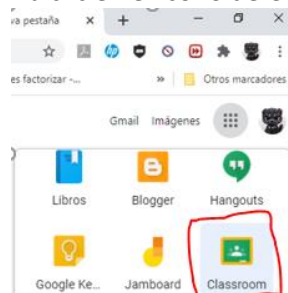 va pestaña
es factorizar -...
» Otros marcadores
Gmail Imágenes
Libros Blogger Hangouts
Google Ke... Jamboard Classroom